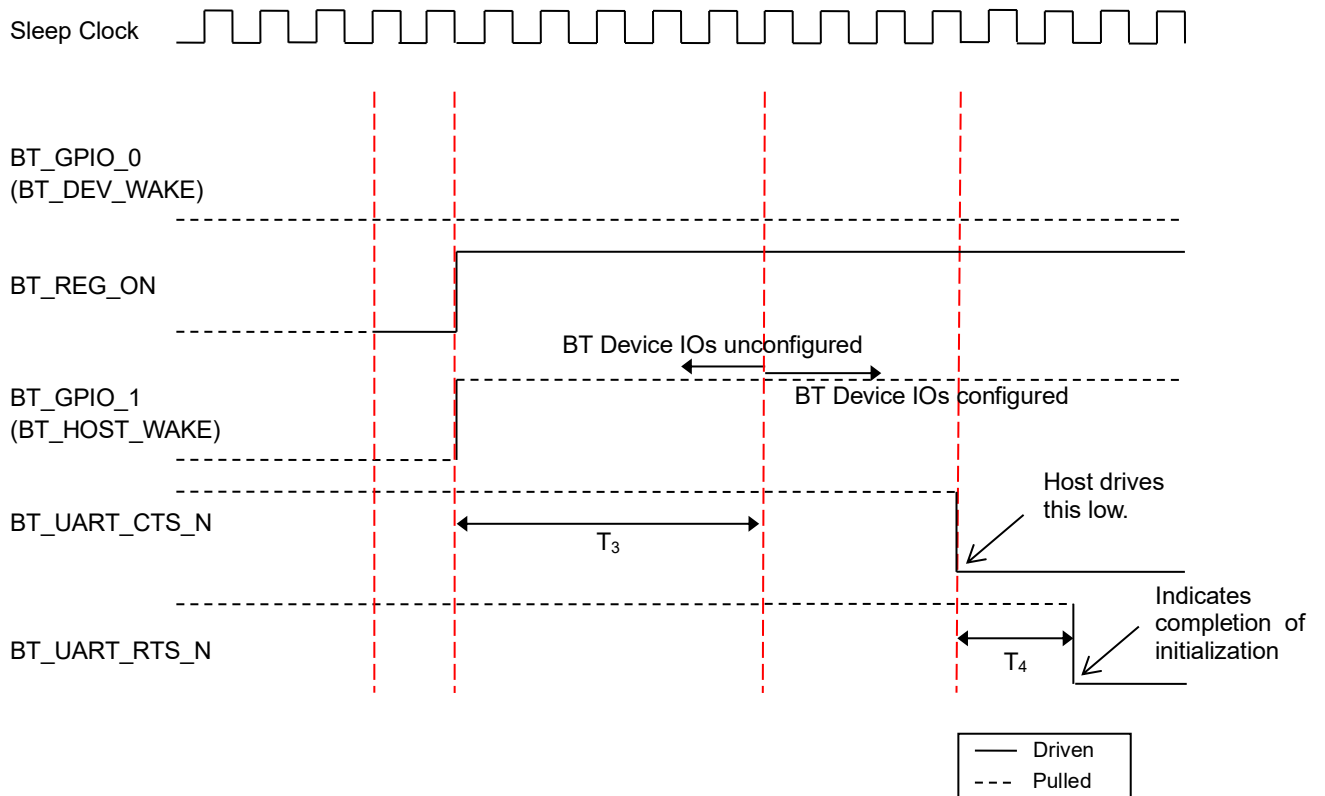 Sleep Clock
BT_GPIO_0
(BT_DEV_WAKE)
BT_REG_ON
BT Device IOs unconfigured
BT_GPIO_1
(BT_HOST_WAKE)
BT Device IOs configured
Host drives
this low.
BT_UART_CTS_N
T3
Indicates
completion of
initialization
BT_UART_RTS_N
T4
Driven
Pulled